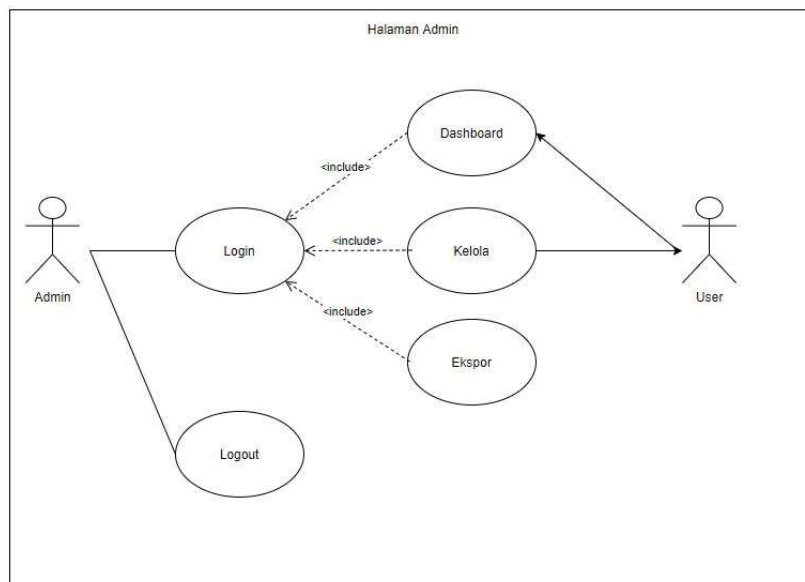 Halaman Admin
Dashboard
<include>
Login
<include>
Kelola
Admin
User
<include>
Ekspor
Logout